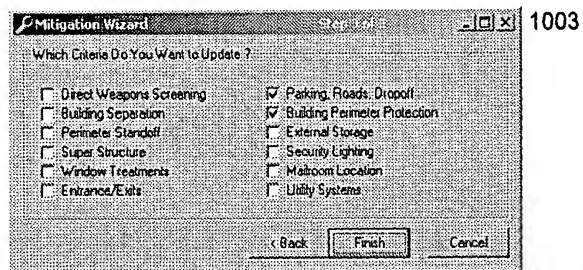 Mitigation Wizard
1003
Which Criteria Do You Want to Update ?
Direct Weapons Screening
Parking, Roads, Dropoff
Building Separation
Building Perimeter Protection
Perimeter Standoff
External Storage
Super Structure
Security Lighting
Window Treatments
Mailroom Location
Entrance/Exits
Utility Systems
< Back
Finish
Cancel